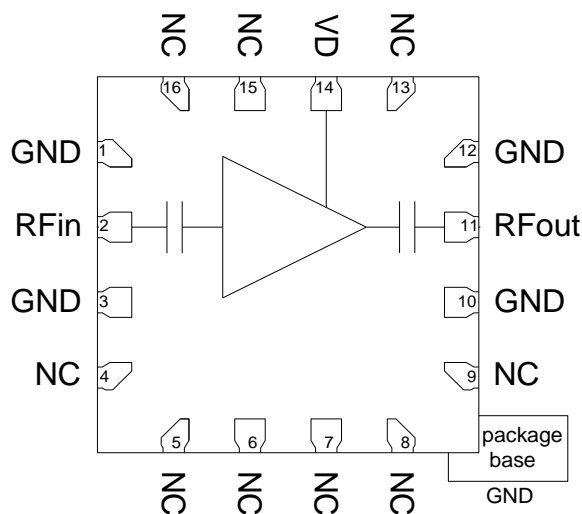 NC NC VD NC
16 15 14 13
GND 1 12 GND
RFin 2 11 RFout
GND 3 10 GND
NC 4 9 NC
5 6 7 8
NC NC NC NC
package
base
GND